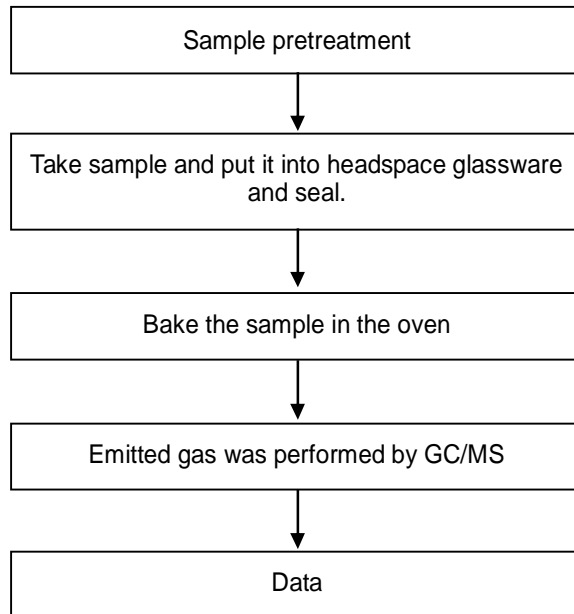 Sample pretreatment
Take sample and put it into headspace glassware
and seal.
Bake the sample in the oven
Emitted gas was performed by GC/MS
Data